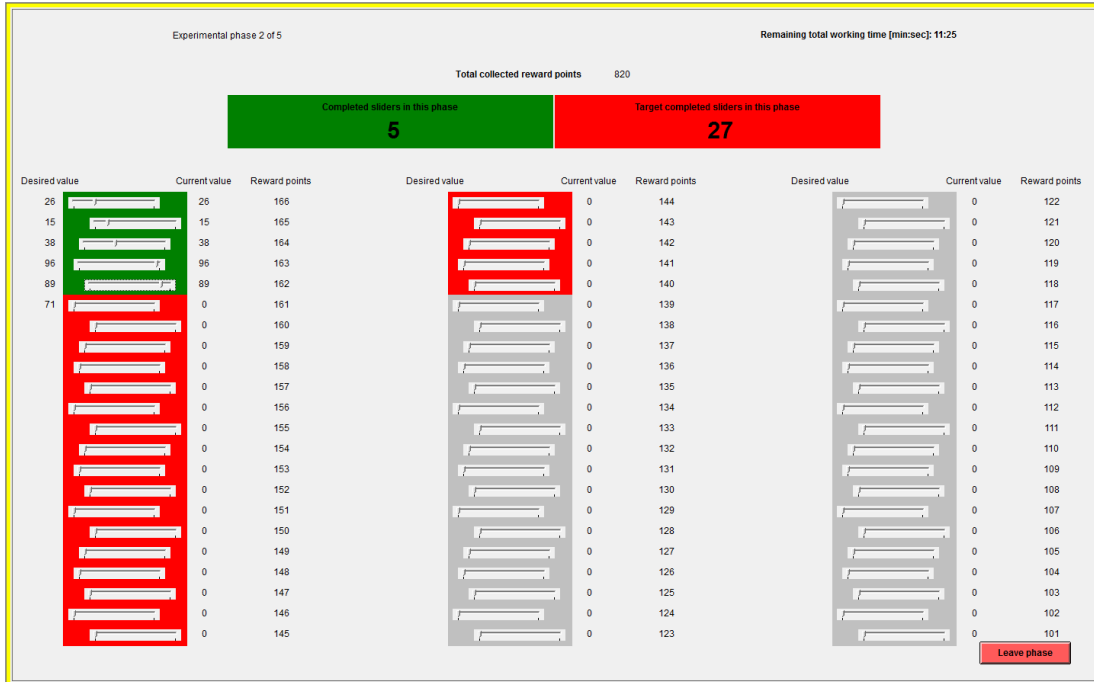 Experimental phase 2 of 5 Remaining total working time [min:sec]: 11:25
Total collected reward points 820
Completed sliders in this phase Target completed sliders in this phase
5 27
Desired value Current value Reward points Desired value Current value Reward points Desired value Current value Reward points
26 26 166 0 144 0 122
15 15 165 0 143 0 121
38 38 164 0 142 0 120
96 96 163 0 141 0 119
89 89 162 0 140 0 118
71 0 161 0 139 0 117
0 160 0 138 0 116
0 159 0 137 0 115
0 158 0 136 0 114
0 157 0 135 0 113
0 156 0 134 0 112
0 155 0 133 0 111
0 154 0 132 0 110
0 153 0 131 0 109
0 152 0 130 0 108
0 151 0 129 0 107
0 150 0 128 0 106
0 149 0 127 0 105
0 148 0 126 0 104
0 147 0 125 0 103
0 146 0 124 0 102
0 145 0 123 0 101
Leave phase